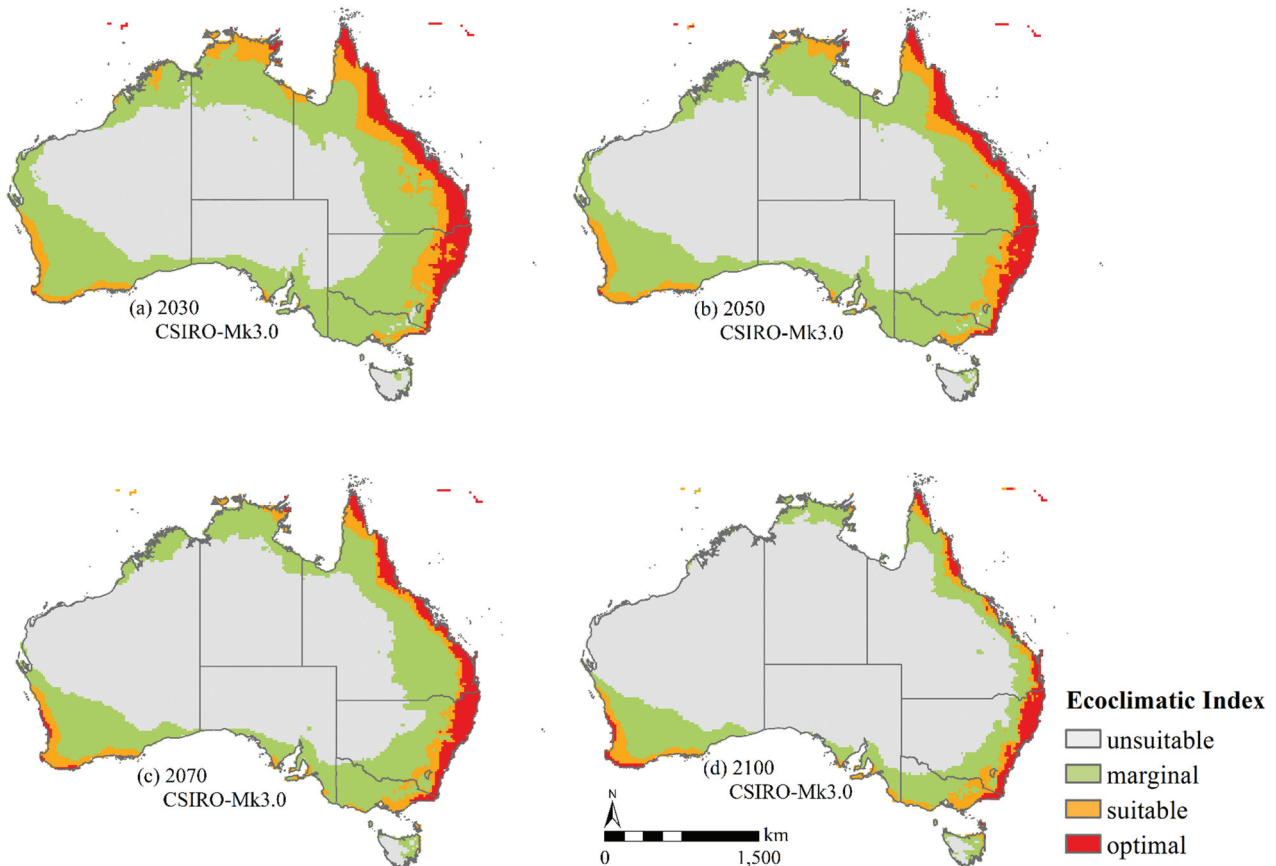 (a) 2030
CSIRO-Mk3.0
(b) 2050
CSIRO-Mk3.0
(c) 2070
CSIRO-Mk3.0
(d) 2100
CSIRO-Mk3.0
N
km
0 1,500
Ecoclimatic Index
unsuitable
marginal
suitable
optimal